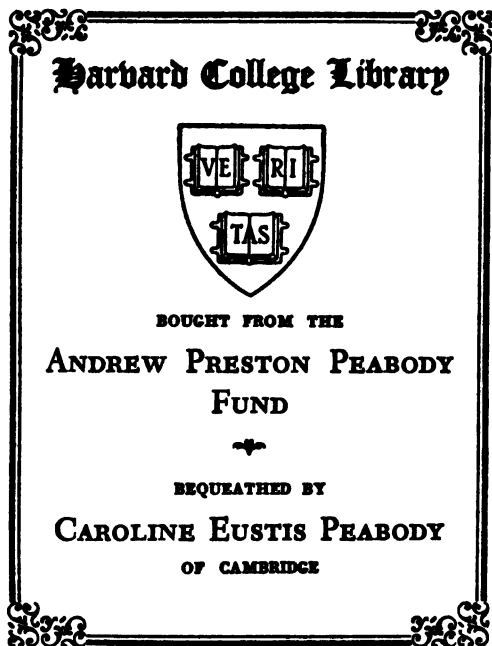 Harvard College Library
VE RI
TAS
BOUGHT FROM THE
ANDREW PRESTON PEABODY
FUND
BEQUEATHED BY
CAROLINE EUSTIS PEABODY
OF CAMBRIDGE